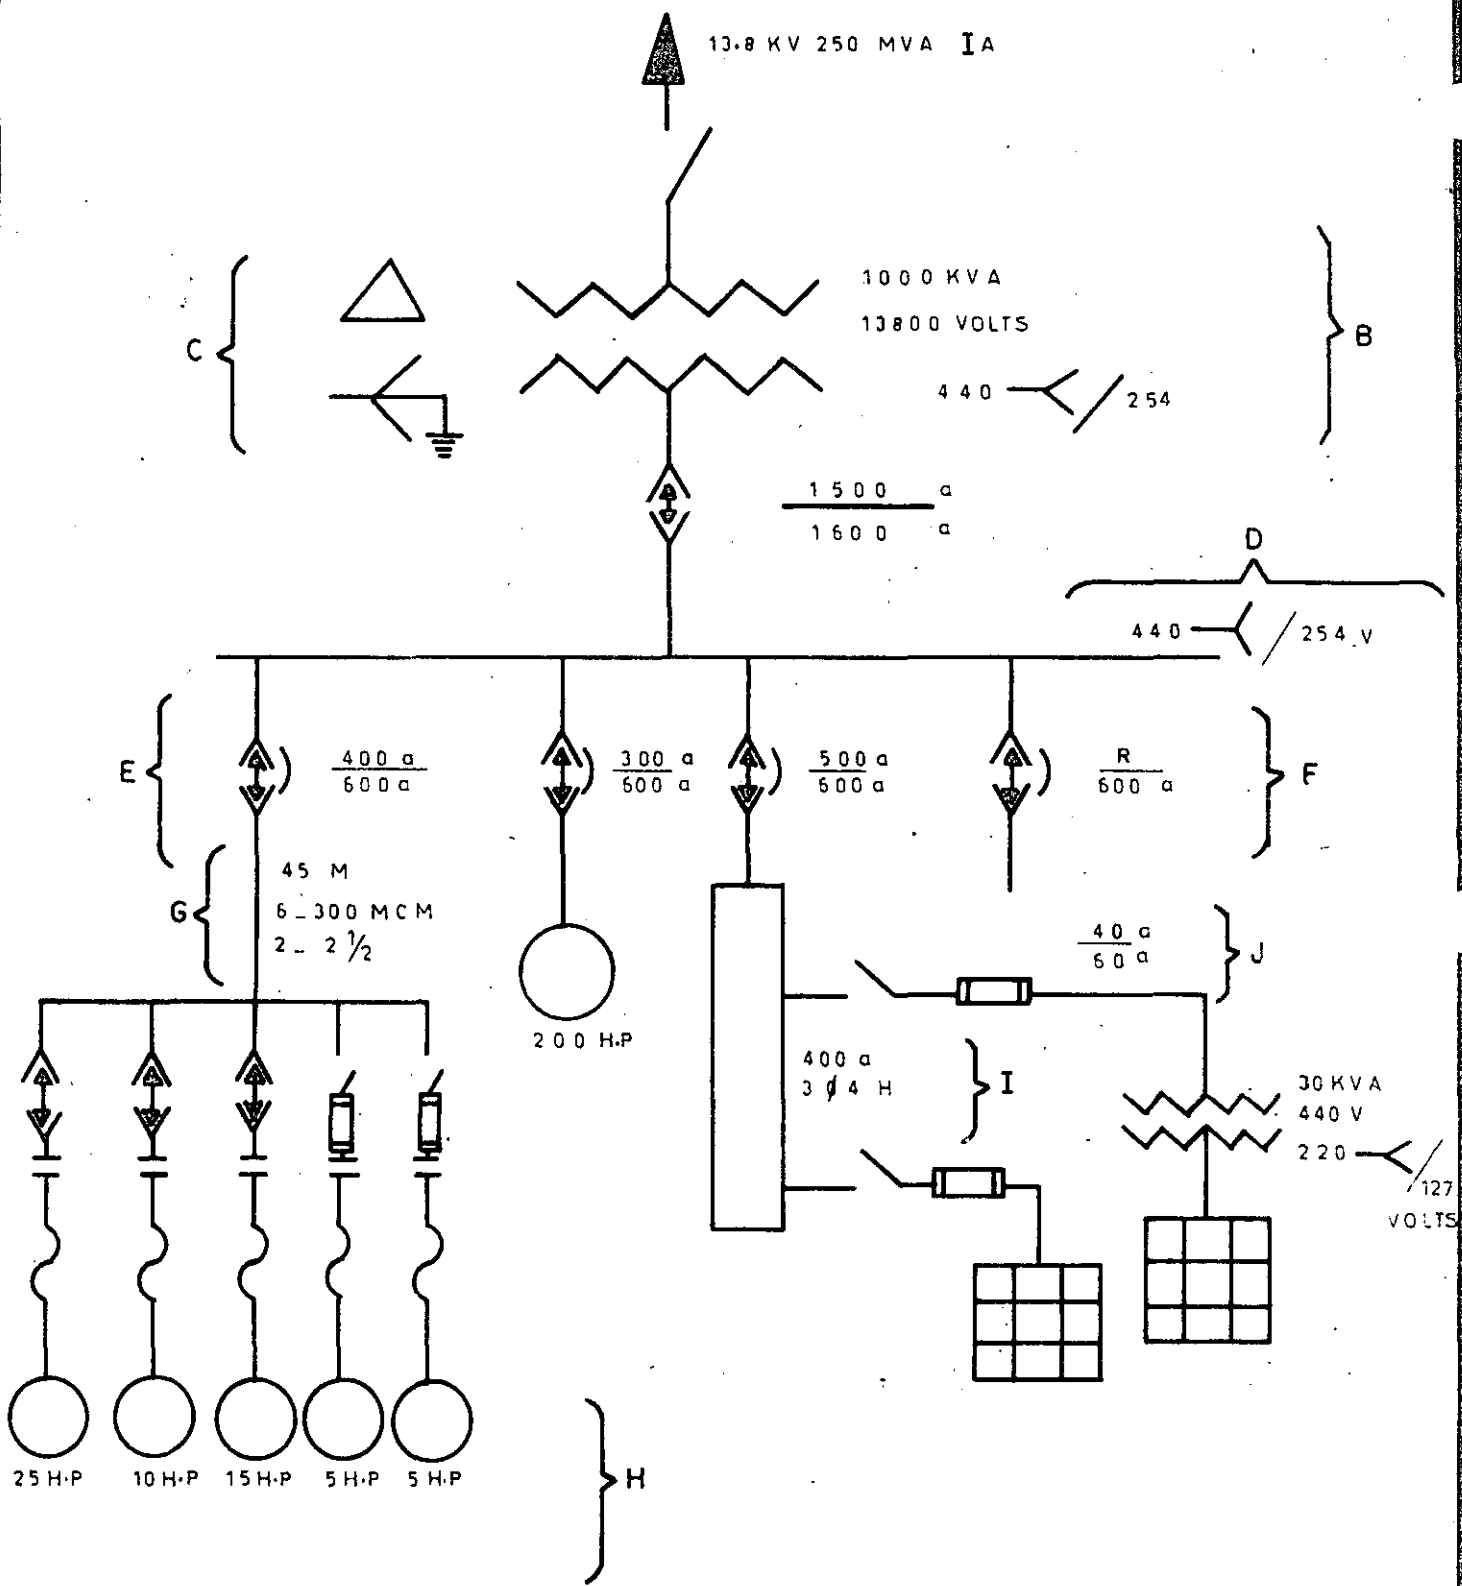 13.8 KV 250 MVA I A
1000 KVA
13800 VOLTS
B
C
440 / 254
1500 a
1600 a
D
440 / 254 V
E
400 a
600 a
300 a
600 a
500 a
600 a
R
600 a
F
G
45 M
6-300 MCM
2- 2 1/2
40 a
60 a
J
200 H.P
400 a
3 ø 4 H
I
30 KVA
440 V
220 / 127
VOLTS
25 H.P
10 H.P
15 H.P
5 H.P
5 H.P
H